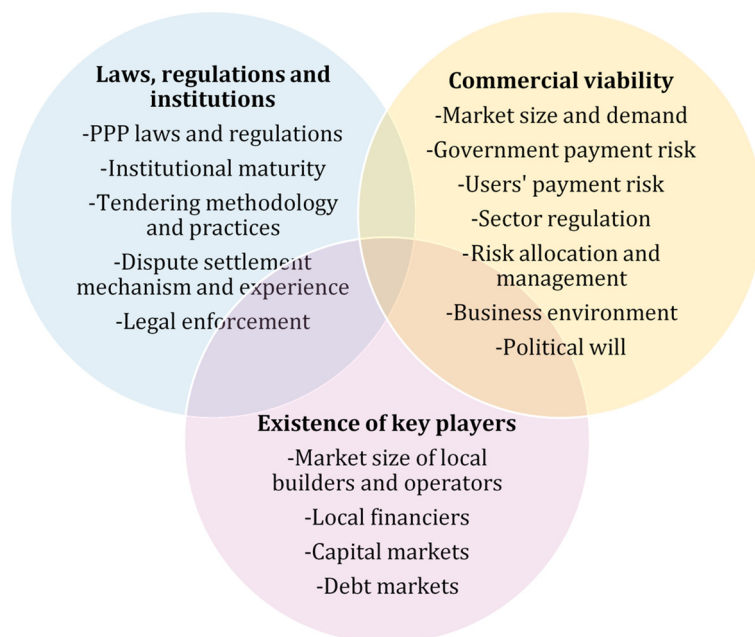 Laws, regulations and
institutions
-PPP laws and regulations
-Institutional maturity
-Tendering methodology
and practices
-Dispute settlement
mechanism and experience
-Legal enforcement
Commercial viability
-Market size and demand
-Government payment risk
-Users' payment risk
-Sector regulation
-Risk allocation and
management
-Business environment
-Political will
Existence of key players
-Market size of local
builders and operators
-Local financiers
-Capital markets
-Debt markets